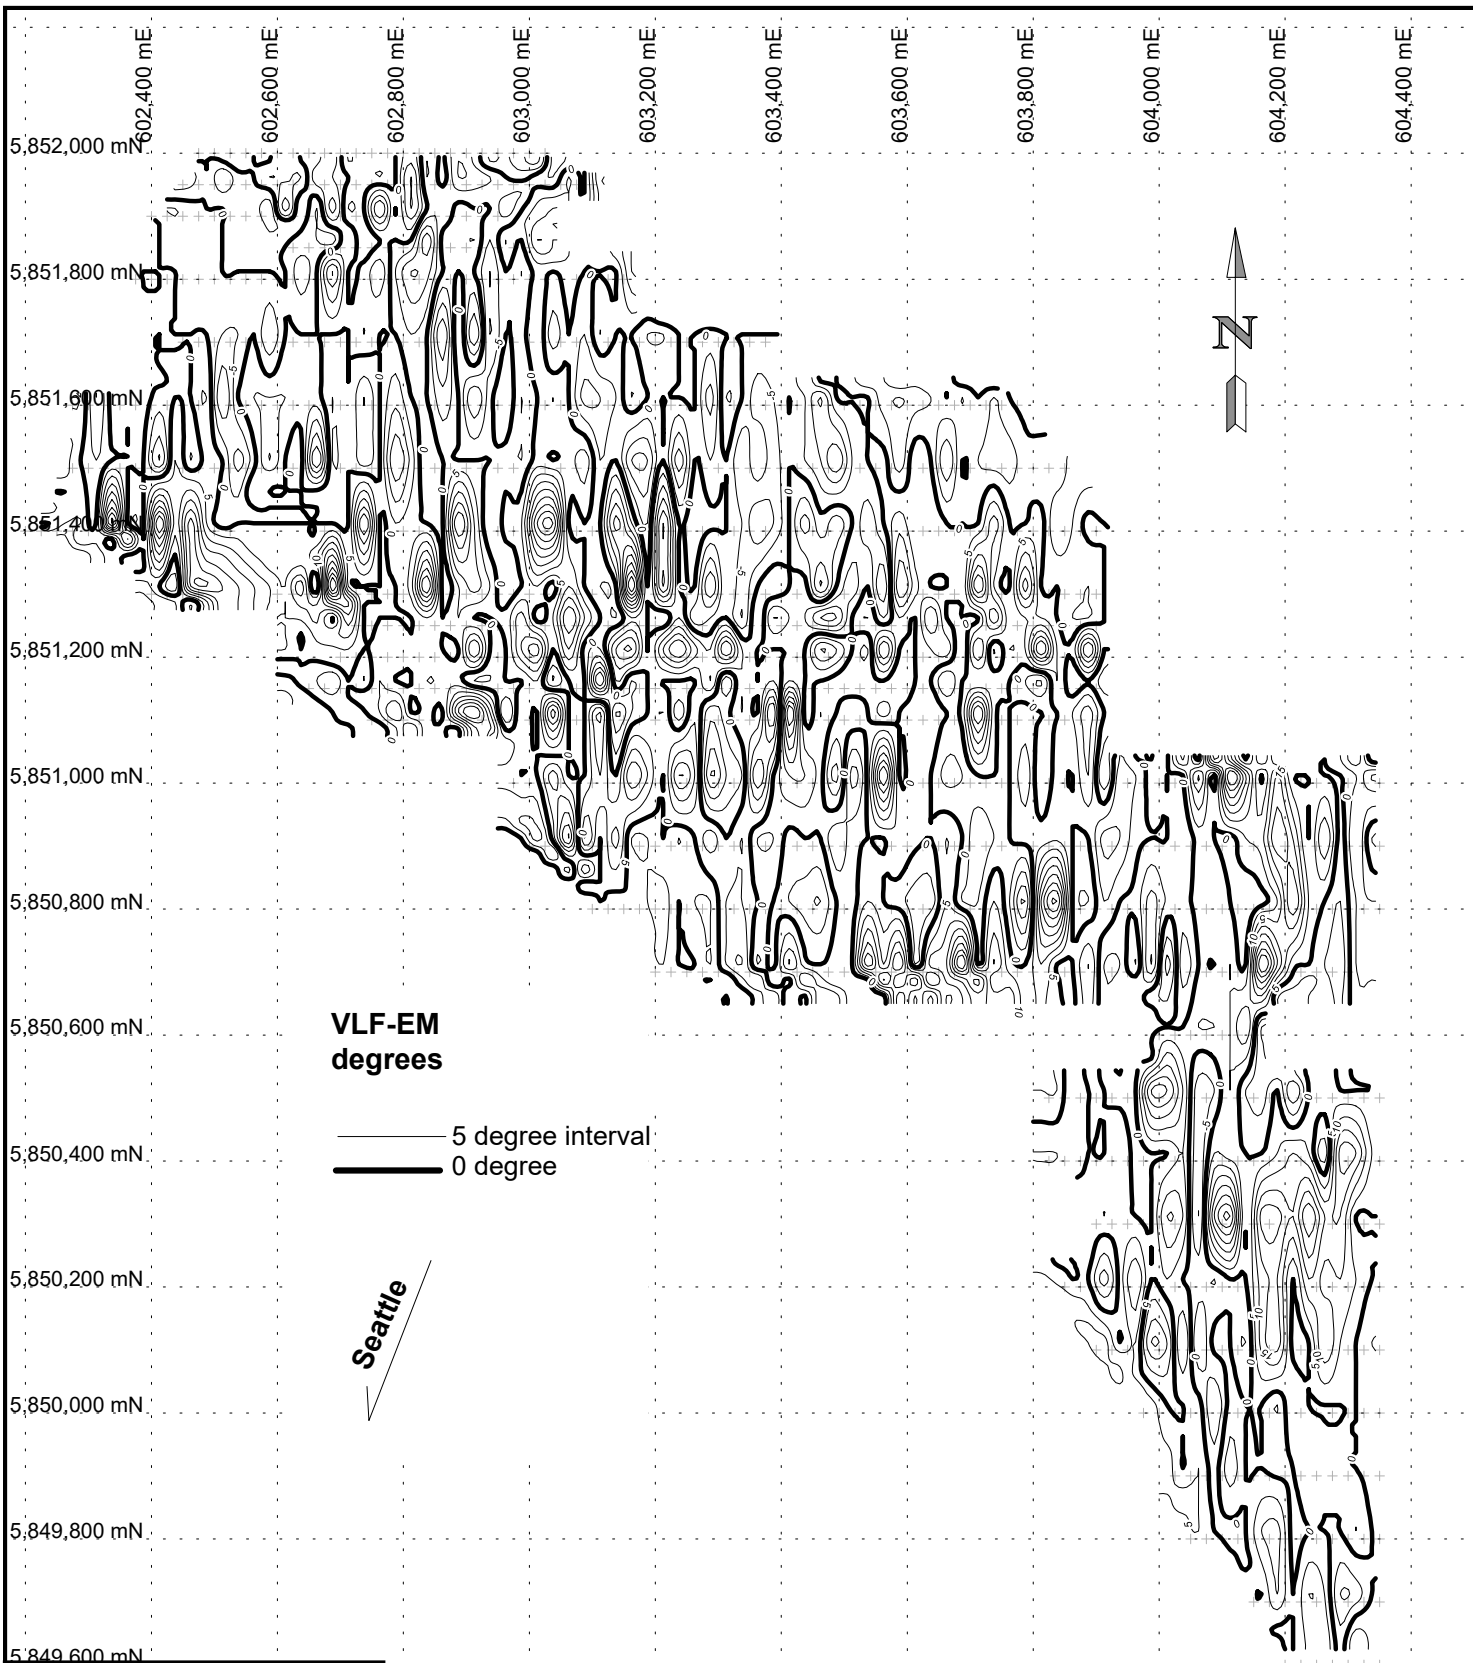 602,400 mE
602,600 mE
602,800 mE
603,000 mE
603,200 mE
603,400 mE
603,600 mE
603,800 mE
604,000 mE
604,200 mE
604,400 mE
5,852,000 mN
5,851,800 mN
5,851,600 mN
5,851,400 mN
5,851,200 mN
5,851,000 mN
5,850,800 mN
5,850,600 mN
5,850,400 mN
5,850,200 mN
5,850,000 mN
5,849,800 mN
5,849,600 mN
N
VLF-EM
degrees
5 degree interval
0 degree
Seattle